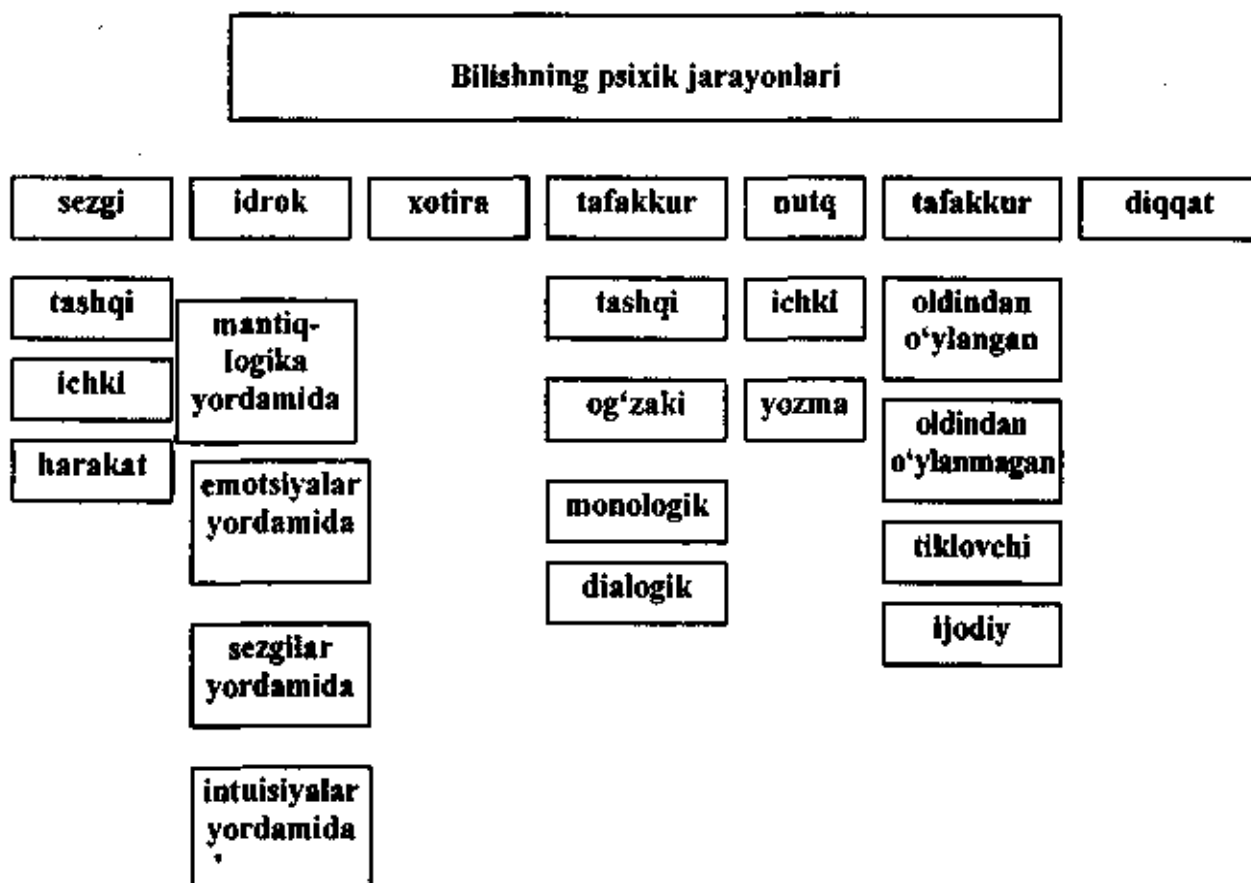 Bilishning psixik jarayonlari
sezgi idrok xotira tafakkur nutq tafakkur diqqat
tashqi
ichki
harakat
mantiq-
logika
yordamida
emotsiyalar
yordamida
sezgilar
yordamida
intuisiyalar
yordamida
tashqi
og‘zaki
monologik
dialogik
ichki
yozma
oldindan
o‘ylangan
oldindan
o‘ylanmagan
tiklovchi
ijodiy